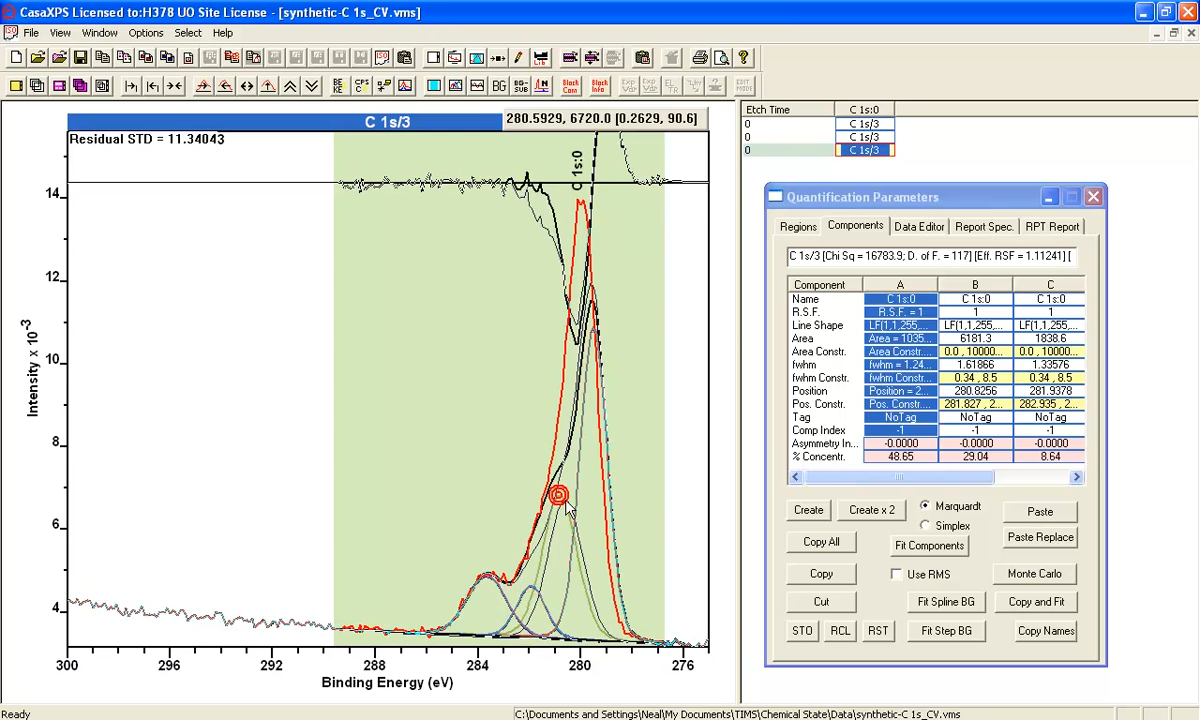 CasaXPS Licensed to:H378 UO Site License - [synthetic-C 1s_CV.vms]
File View Window Options Select Help
C 1s/3
280.5929, 6720.0 [0.2629, 90.6]
Residual STD = 11.34043
C 1s:0
14
12
10
8
6
4
Intensity x 10^-3
300 296 292 288 284 280 276
Binding Energy (eV)
Etch Time C 1s:0
0 C 1s/3
0 C 1s/3
0 C 1s/3
Quantification Parameters
Regions Components Data Editor Report Spec. RPT Report
C 1s/3 [Chi Sq = 16783.9; D. of F. = 117] [Eff. RSF = 1.11241] [
Component A B C
Name C 1s:0 C 1s:0 C 1s:0
R.S.F. R.S.F. = 1 1 1
Line Shape LF(1,1,255,... LF(1,1,255,... LF(1,1,255,...
Area Area = 1035... 6181.3 1838.6
Area Constr. Area Constr... 0.0 , 10000... 0.0 , 10000...
fwhm fwhm = 1.24... 1.61866 1.33576
fwhm Constr. fwhm Constr... 0.34 , 8.5 0.34 , 8.5
Position Position = 2... 280.8256 281.9378
Pos. Constr. Pos. Constr... 281.827 , 2... 282.935 , 2...
Tag NoTag NoTag NoTag
Comp Index -1 -1 -1
Asymmetry In... -0.0000 -0.0000 -0.0000
% Concentr. 48.65 29.04 8.64
Create Create x 2 Marquardt Paste
Simplex
Copy All Fit Components Paste Replace
Copy Use RMS Monte Carlo
Cut Fit Spline BG Copy and Fit
STO RCL RST Fit Step BG Copy Names
Ready C:\Documents and Settings\Neal\My Documents\TIMS\Chemical State\Data\synthetic-C 1s_CV.vms